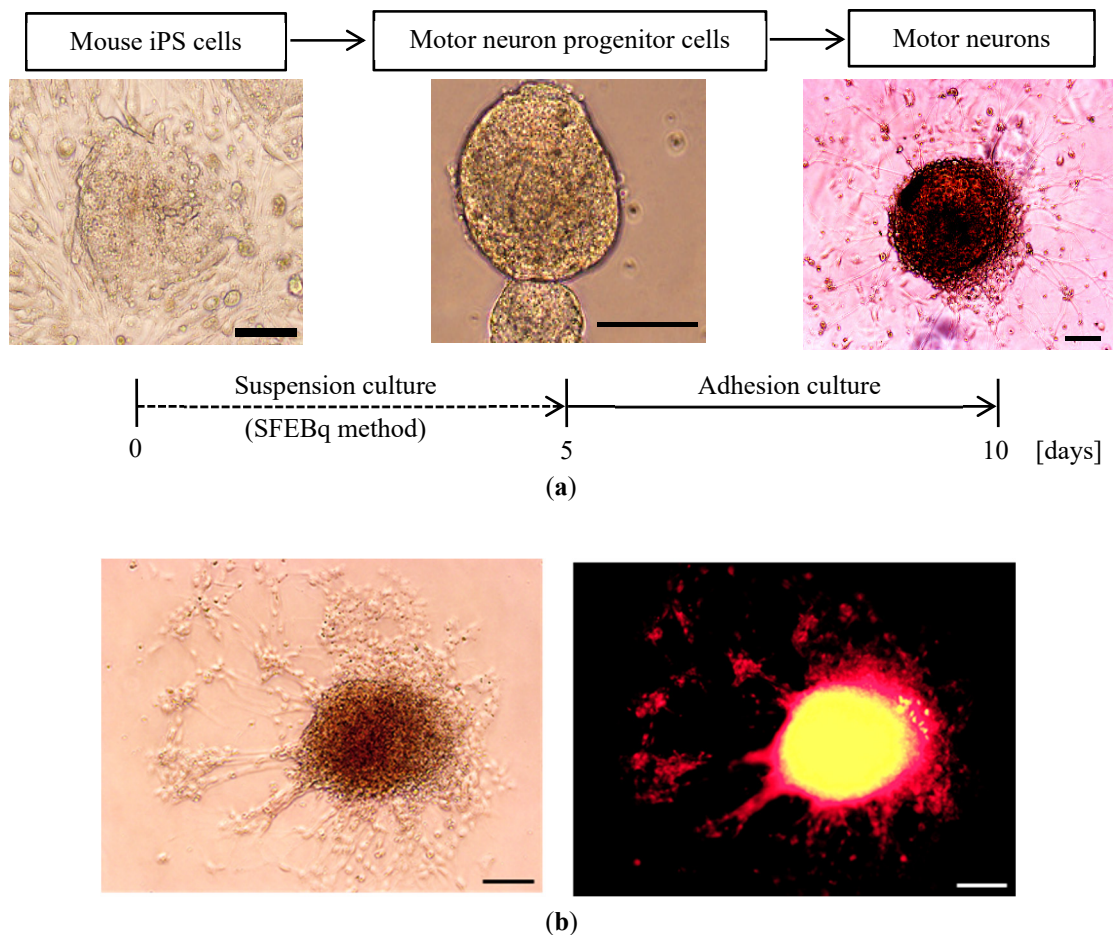 Mouse iPS cells
Motor neuron progenitor cells
Motor neurons
Suspension culture
Adhesion culture
(SFEBq method)
0
5
10
[days]
(a)
(b)